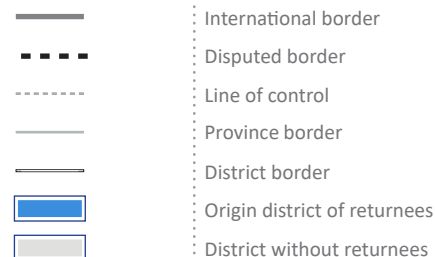 International border
Disputed border
Line of control
Province border
District border
Origin district of returnees
District without returnees